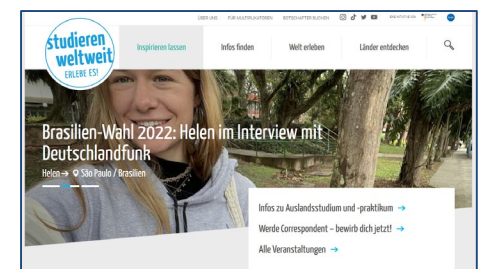 ÜBER UNS FÜR MULTIPLIKATOREN BOTSCHAFTER BUCHEN
studieren
weltweit
ERLEBE ES!
Inspirieren lassen Infos finden Welt erleben Länder entdecken
Brasilien-Wahl 2022: Helen im Interview mit
Deutschlandfunk
Helen → São Paulo / Brasilien
Infos zu Auslandsstudium und -praktikum →
Werde Correspondent – bewirb dich jetzt! →
Alle Veranstaltungen →